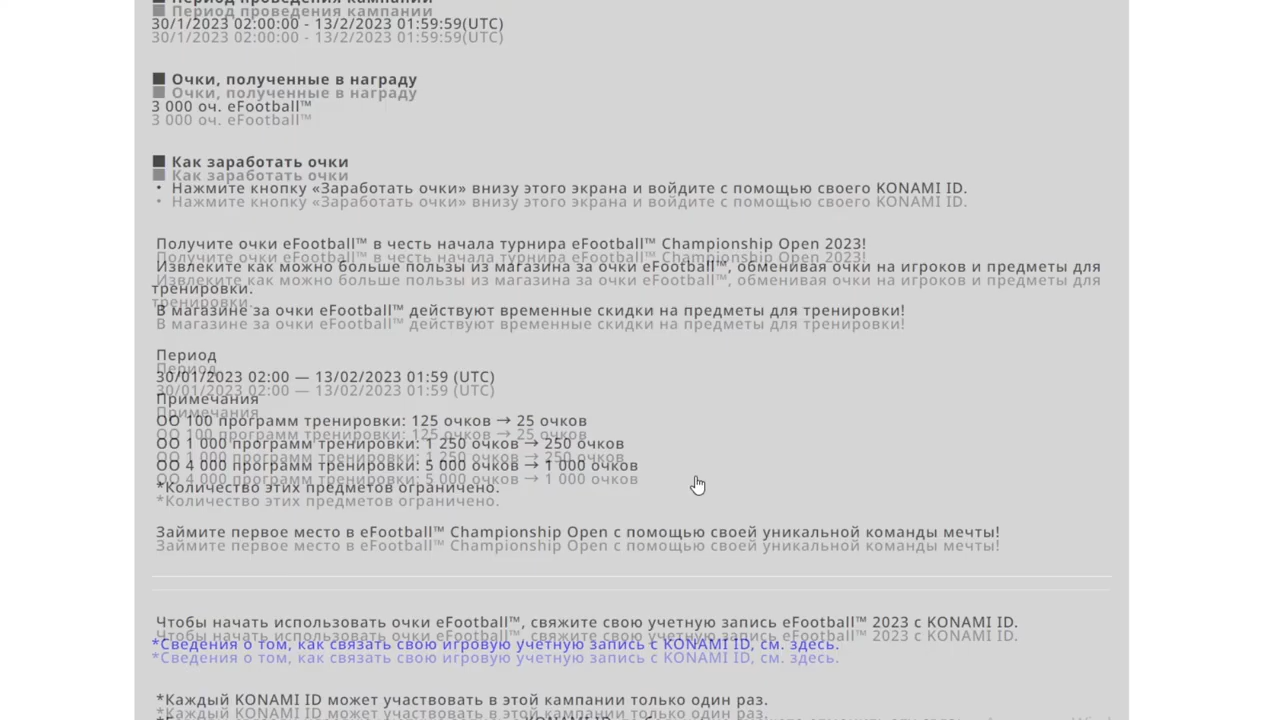 ■ Период проведения кампании
30/1/2023 02:00:00 - 13/2/2023 01:59:59(UTC)
■ Очки, полученные в награду
3 000 оч. eFootball™
■ Как заработать очки
• Нажмите кнопку «Заработать очки» внизу этого экрана и войдите с помощью своего KONAMI ID.
Получите очки eFootball™ в честь начала турнира eFootball™ Championship Open 2023!
Извлеките как можно больше пользы из магазина за очки eFootball™, обменивая очки на игроков и предметы для
тренировки.
В магазине за очки eFootball™ действуют временные скидки на предметы для тренировки!
Период
30/01/2023 02:00 — 13/02/2023 01:59 (UTC)
Примечания
ОО 100 программ тренировки: 125 очков → 25 очков
ОО 1 000 программ тренировки: 1 250 очков → 250 очков
ОО 4 000 программ тренировки: 5 000 очков → 1 000 очков
*Количество этих предметов ограничено.
Займите первое место в eFootball™ Championship Open с помощью своей уникальной команды мечты!
Чтобы начать использовать очки eFootball™, свяжите свою учетную запись eFootball™ 2023 с KONAMI ID.
*Сведения о том, как связать свою игровую учетную запись с KONAMI ID, см. здесь.
*Каждый KONAMI ID может участвовать в этой кампании только один раз.